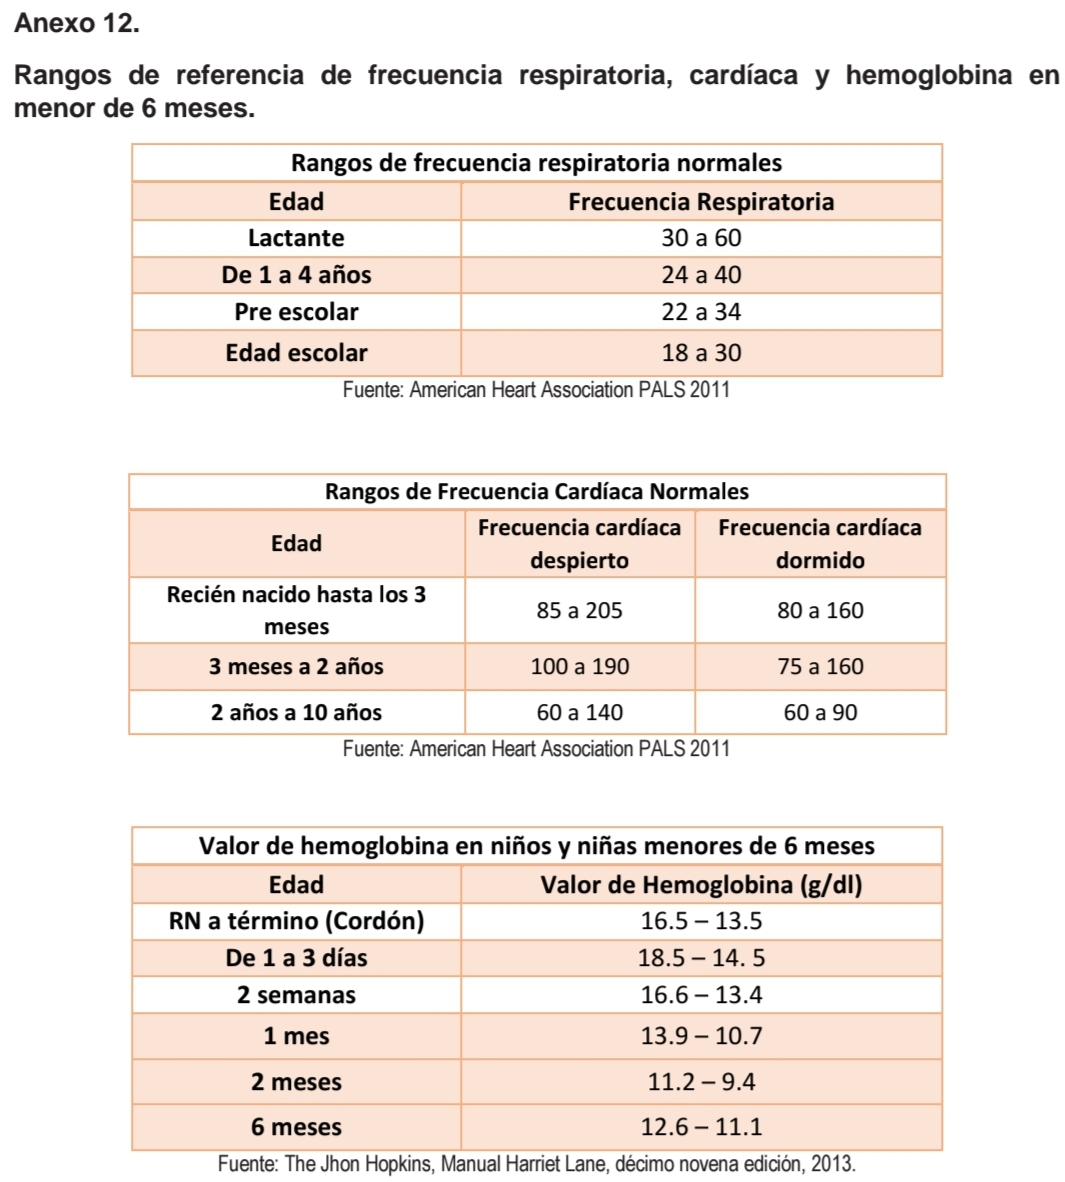 Anexo 12.
Rangos de referencia de frecuencia respiratoria, cardíaca y hemoglobina en
menor de 6 meses.
Rangos de frecuencia respiratoria normales
Edad Frecuencia Respiratoria
Lactante 30 a 60
De 1 a 4 años 24 a 40
Pre escolar 22 a 34
Edad escolar 18 a 30
Fuente: American Heart Association PALS 2011
Rangos de Frecuencia Cardíaca Normales
Edad Frecuencia cardíaca despierto Frecuencia cardíaca dormido
Recién nacido hasta los 3 meses 85 a 205 80 a 160
3 meses a 2 años 100 a 190 75 a 160
2 años a 10 años 60 a 140 60 a 90
Fuente: American Heart Association PALS 2011
Valor de hemoglobina en niños y niñas menores de 6 meses
Edad Valor de Hemoglobina (g/dl)
RN a término (Cordón) 16.5 – 13.5
De 1 a 3 días 18.5 – 14. 5
2 semanas 16.6 – 13.4
1 mes 13.9 – 10.7
2 meses 11.2 – 9.4
6 meses 12.6 – 11.1
Fuente: The Jhon Hopkins, Manual Harriet Lane, décimo novena edición, 2013.